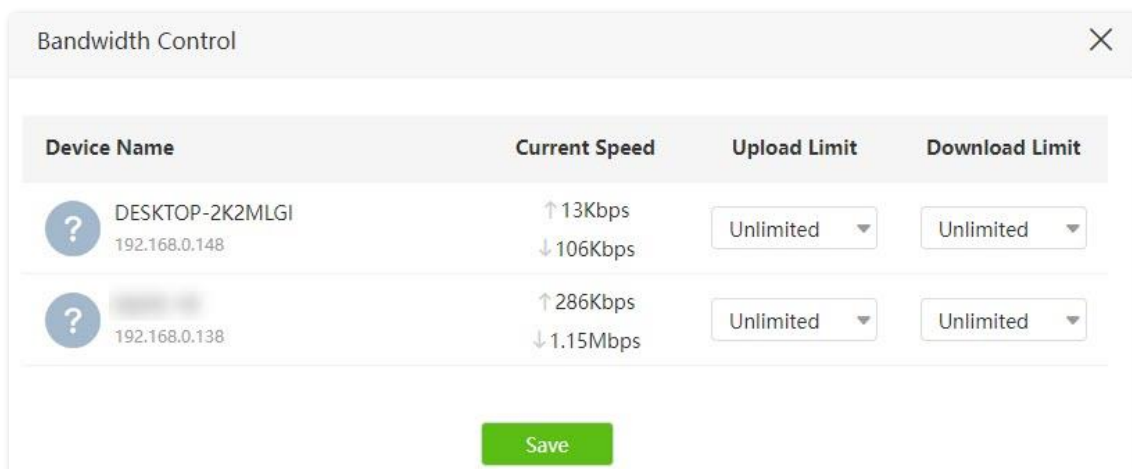 Bandwidth Control
Device Name Current Speed Upload Limit Download Limit
? DESKTOP-2K2MLGI ↑13Kbps Unlimited Unlimited
192.168.0.148 ↓106Kbps
? ↑286Kbps Unlimited Unlimited
192.168.0.138 ↓1.15Mbps
Save